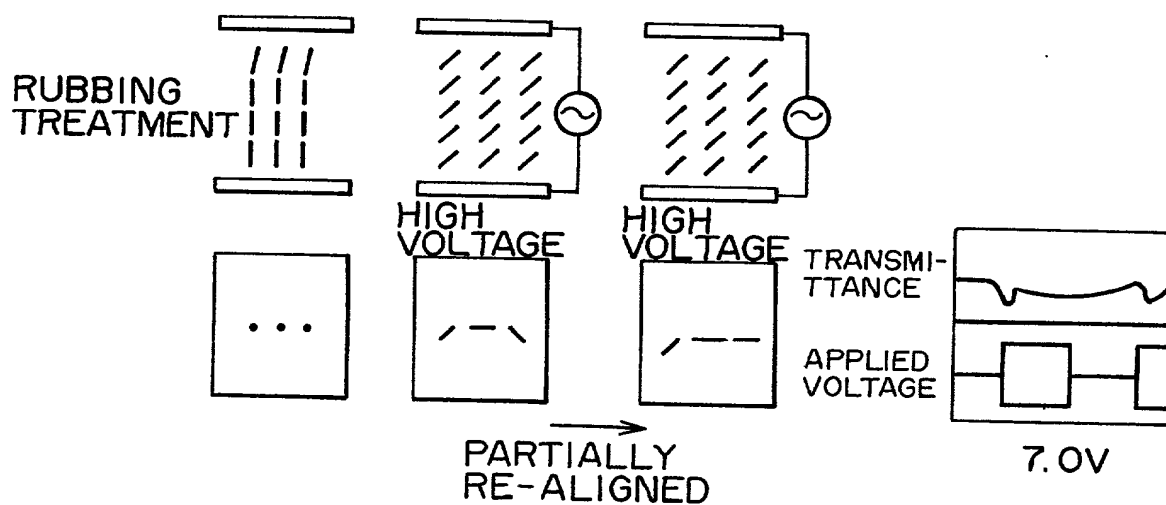 RUBBING
TREATMENT
HIGH
VOLTAGE
HIGH
VOLTAGE
TRANSMI-
TTANCE
APPLIED
VOLTAGE
PARTIALLY
RE-ALIGNED
7.0V